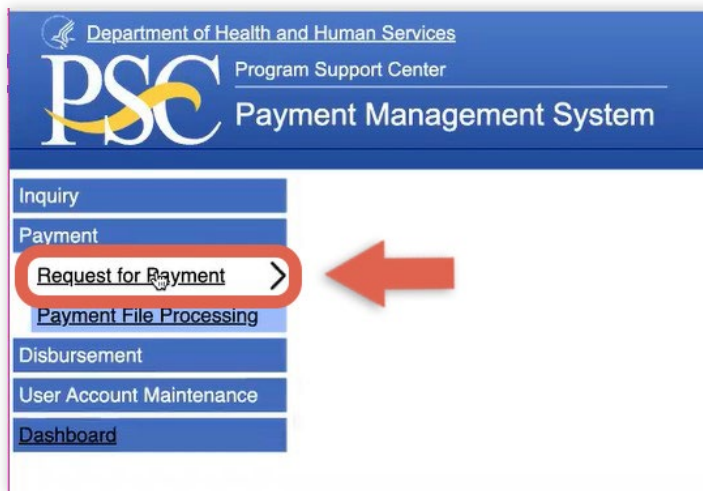 Department of Health and Human Services
PSC
Program Support Center
Payment Management System
Inquiry
Payment
Request for Payment
Payment File Processing
Disbursement
User Account Maintenance
Dashboard